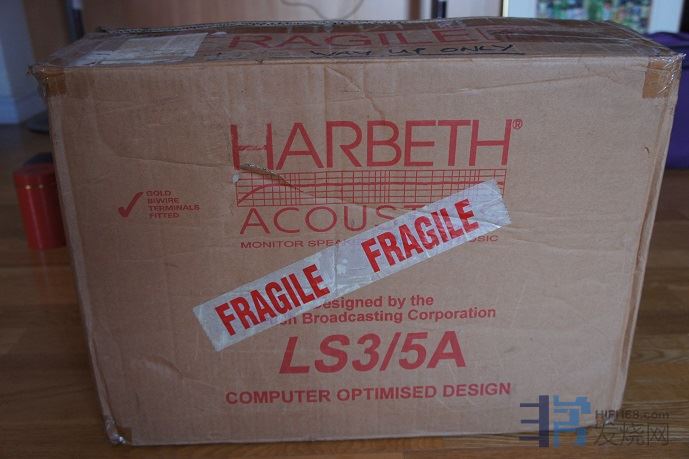 FRAGILE
WAY UP ONLY
HARBETH®
ACOUST
GOLD
BIWIRE
TERMINALS
FITTED
MONITOR SPEA
FRAGILE FRAGILE
esigned by the
Broadcasting Corporation
LS3/5A
COMPUTER OPTIMISED DESIGN
HIFI168.com
发烧网